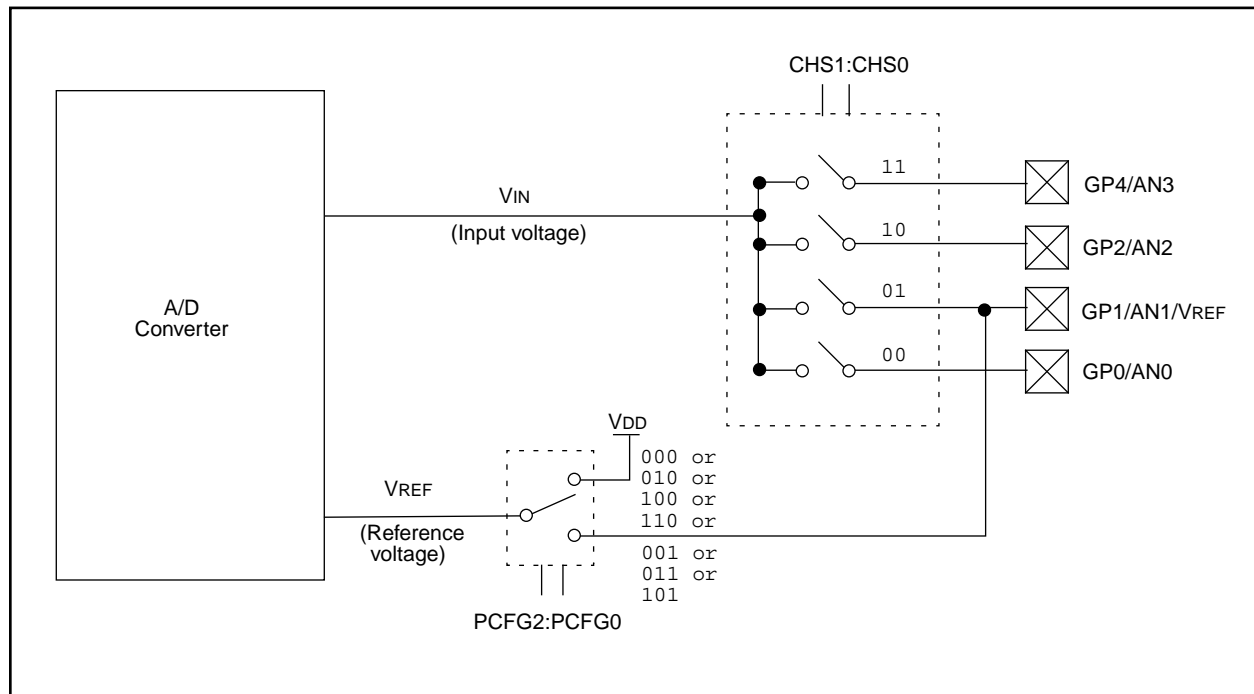 CHS1:CHS0
11
GP4/AN3
VIN
(Input voltage)
10
GP2/AN2
A/D
Converter
01
GP1/AN1/VREF
00
GP0/AN0
VDD
000 or
010 or
100 or
110 or
001 or
011 or
101
VREF
(Reference
voltage)
PCFG2:PCFG0